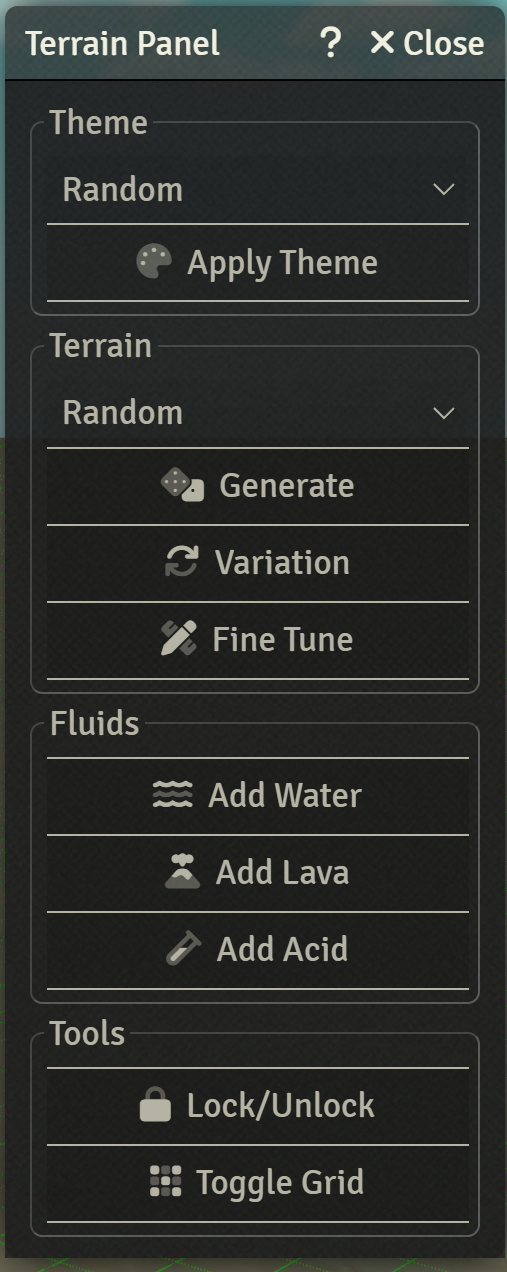 Terrain Panel ? Close
Theme
Random
Apply Theme
Terrain
Random
Generate
Variation
Fine Tune
Fluids
Add Water
Add Lava
Add Acid
Tools
Lock/Unlock
Toggle Grid